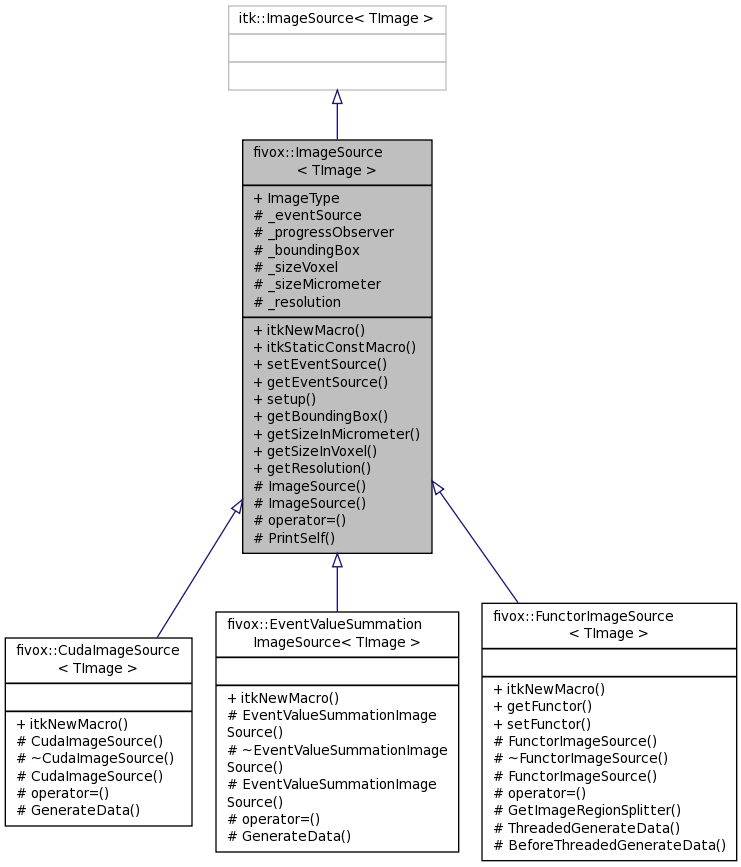 itk::ImageSource< TImage >
fivox::ImageSource
< TImage >
+ ImageType
# _eventSource
# _progressObserver
# _boundingBox
# _sizeVoxel
# _sizeMicrometer
# _resolution
+ itkNewMacro()
+ itkStaticConstMacro()
+ setEventSource()
+ getEventSource()
+ setup()
+ getBoundingBox()
+ getSizeInMicrometer()
+ getSizeInVoxel()
+ getResolution()
# ImageSource()
# ImageSource()
# operator=()
# PrintSelf()
fivox::CudaImageSource
< TImage >
+ itkNewMacro()
# CudaImageSource()
# ~CudaImageSource()
# CudaImageSource()
# operator=()
# GenerateData()
fivox::EventValueSummation
ImageSource< TImage >
+ itkNewMacro()
# EventValueSummationImage
Source()
# ~EventValueSummationImage
Source()
# EventValueSummationImage
Source()
# operator=()
# GenerateData()
fivox::FunctorImageSource
< TImage >
+ itkNewMacro()
+ getFunctor()
+ setFunctor()
# FunctorImageSource()
# ~FunctorImageSource()
# FunctorImageSource()
# operator=()
# GetImageRegionSplitter()
# ThreadedGenerateData()
# BeforeThreadedGenerateData()